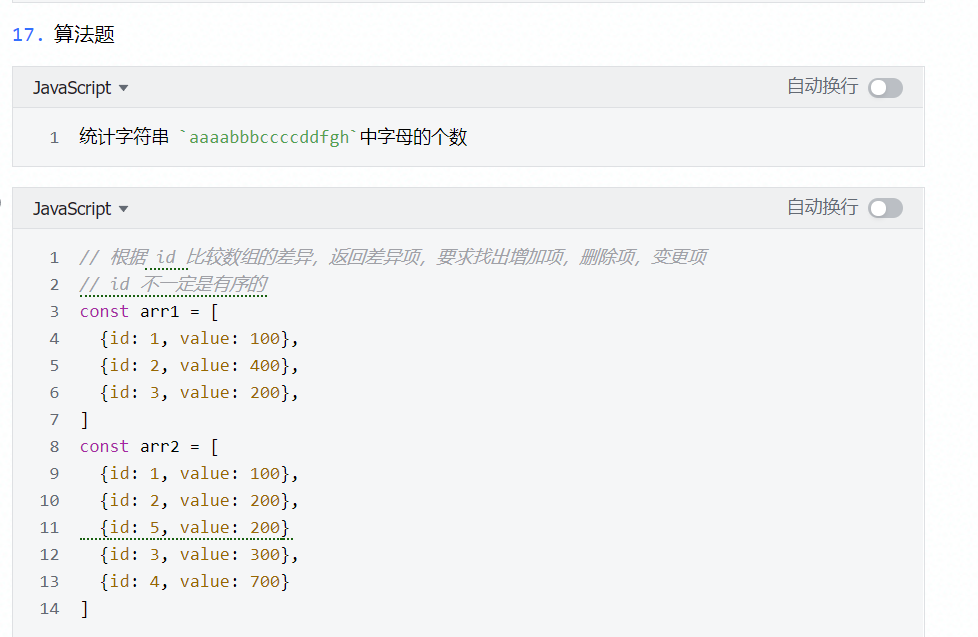 17. 算法题
JavaScript
自动换行
1 统计字符串 `aaaabbbccccddfgh`中字母的个数
JavaScript
自动换行
1 // 根据 id 比较数组的差异，返回差异项，要求找出增加项，删除项，变更项
2 // id 不一定是有序的
3 const arr1 = [
4 {id: 1, value: 100},
5 {id: 2, value: 400},
6 {id: 3, value: 200},
7 ]
8 const arr2 = [
9 {id: 1, value: 100},
10 {id: 2, value: 200},
11 {id: 5, value: 200}
12 {id: 3, value: 300},
13 {id: 4, value: 700}
14 ]